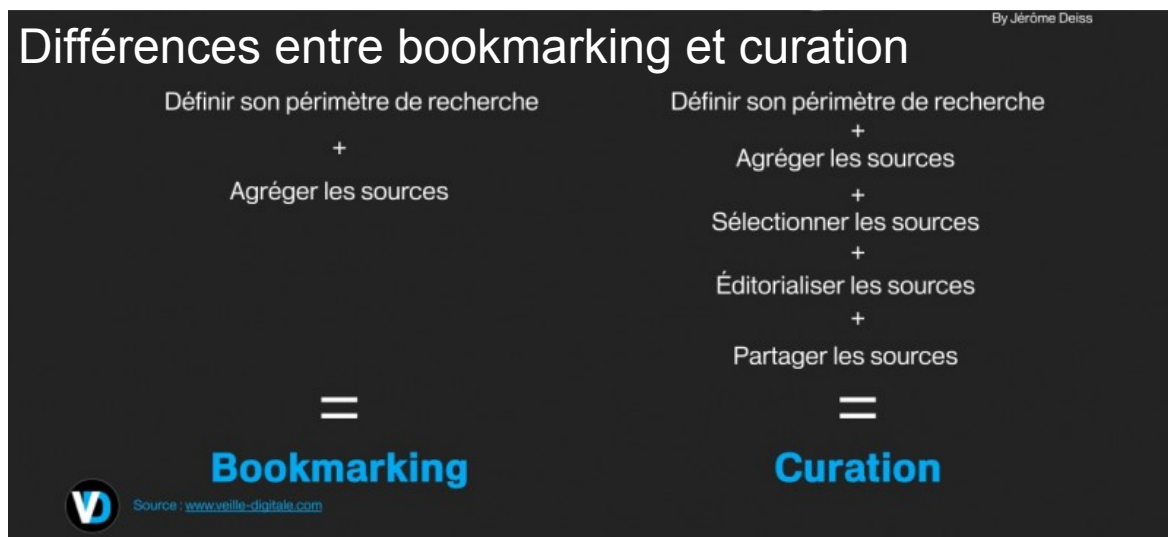 By Jérôme Deiss
Différences entre bookmarking et curation
Définir son périmètre de recherche
+
Agréger les sources
=
Bookmarking
Définir son périmètre de recherche
+
Agréger les sources
+
Sélectionner les sources
+
Éditorialiser les sources
+
Partager les sources
=
Curation
VD
Source : www.veille-digitale.com